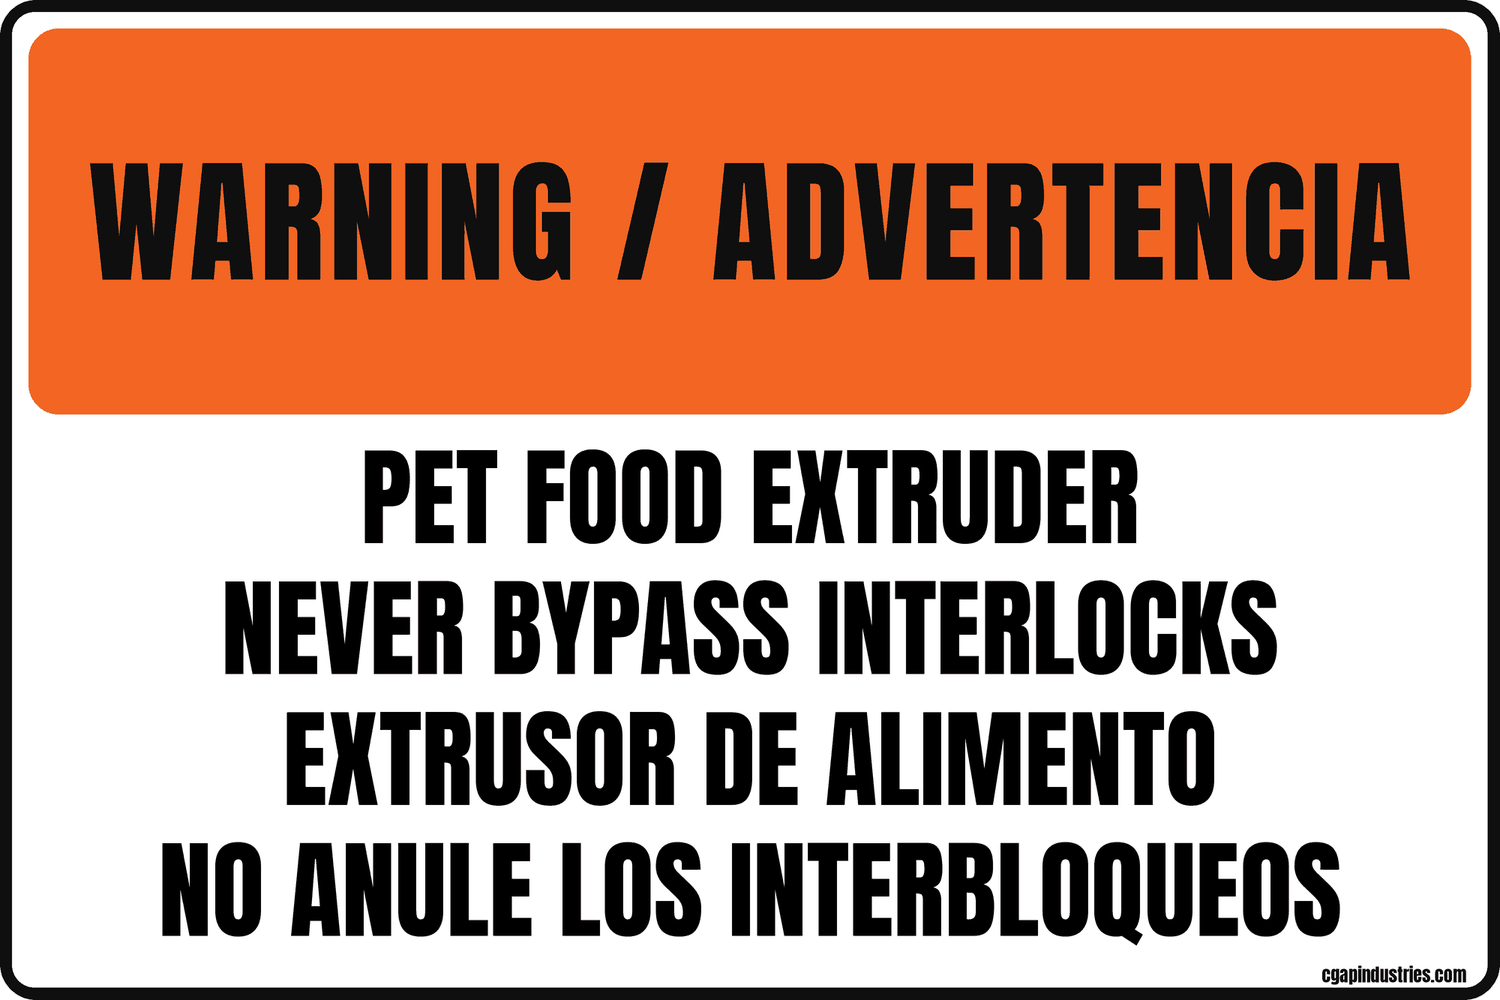 WARNING / ADVERTENCIA
PET FOOD EXTRUDER
NEVER BYPASS INTERLOCKS
EXTRUSOR DE ALIMENTO
NO ANULE LOS INTERBLOQUEOS
cgapindustries.com